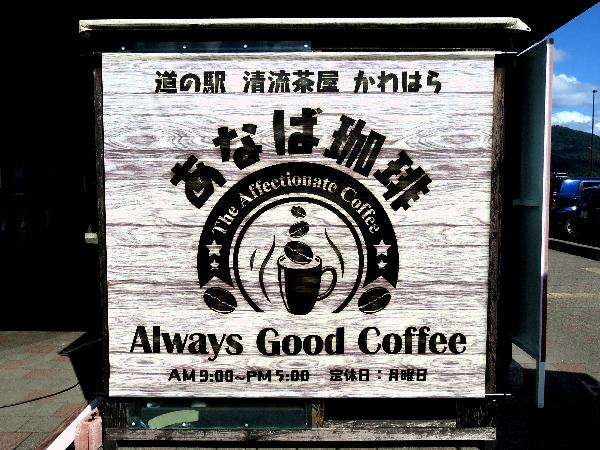 道の駅 清流茶屋 かわはら
あなば珈琲
The Affectionate Coffee
Always Good Coffee
AM 9:00~PM 5:00 定休日:月曜日